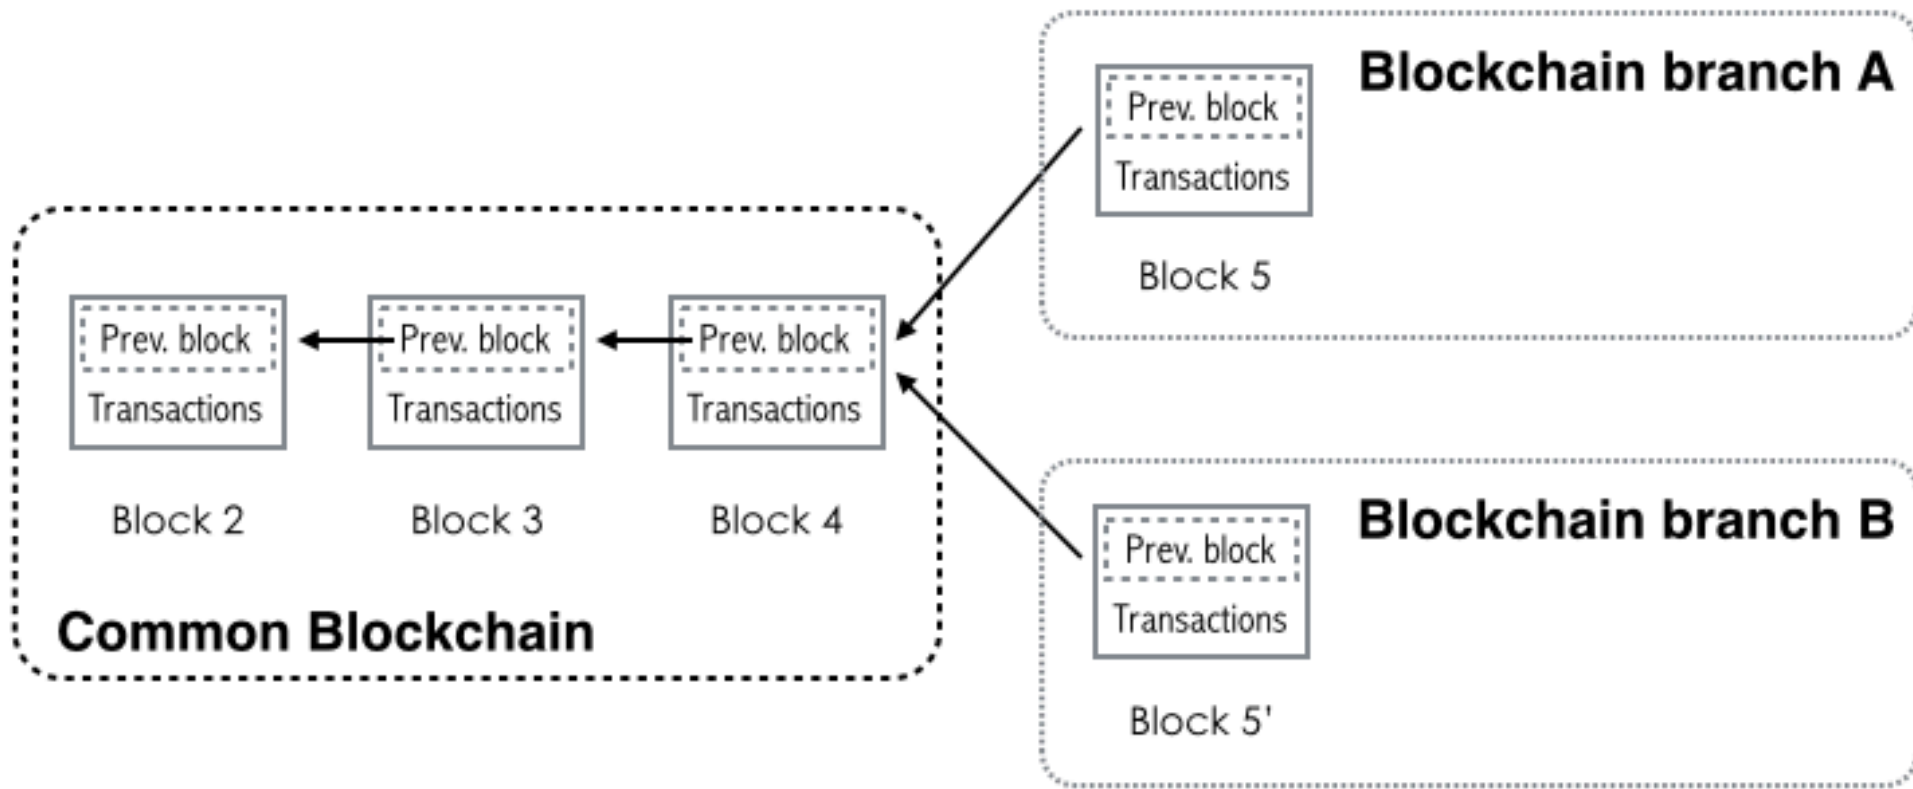 Blockchain branch A
Prev. block
Transactions
Block 5
Prev. block
Transactions
Block 2
Prev. block
Transactions
Block 3
Prev. block
Transactions
Block 4
Common Blockchain
Blockchain branch B
Prev. block
Transactions
Block 5'